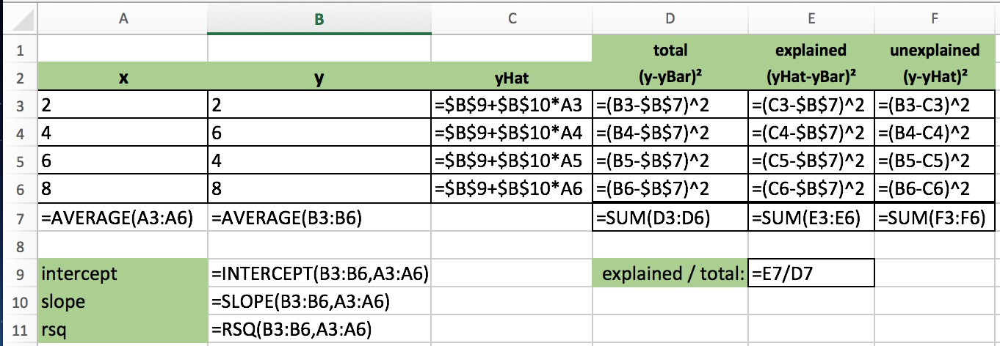 A B C D E F
1 total explained unexplained
2 x y yHat (y-yBar)² (yHat-yBar)² (y-yHat)²
3 2 2 =$B$9+$B$10*A3 =(B3-$B$7)^2 =(C3-$B$7)^2 =(B3-C3)^2
4 4 6 =$B$9+$B$10*A4 =(B4-$B$7)^2 =(C4-$B$7)^2 =(B4-C4)^2
5 6 4 =$B$9+$B$10*A5 =(B5-$B$7)^2 =(C5-$B$7)^2 =(B5-C5)^2
6 8 8 =$B$9+$B$10*A6 =(B6-$B$7)^2 =(C6-$B$7)^2 =(B6-C6)^2
7 =AVERAGE(A3:A6) =AVERAGE(B3:B6) =SUM(D3:D6) =SUM(E3:E6) =SUM(F3:F6)
8
9 intercept =INTERCEPT(B3:B6,A3:A6) explained / total: =E7/D7
10 slope =SLOPE(B3:B6,A3:A6)
11 rsq =RSQ(B3:B6,A3:A6)